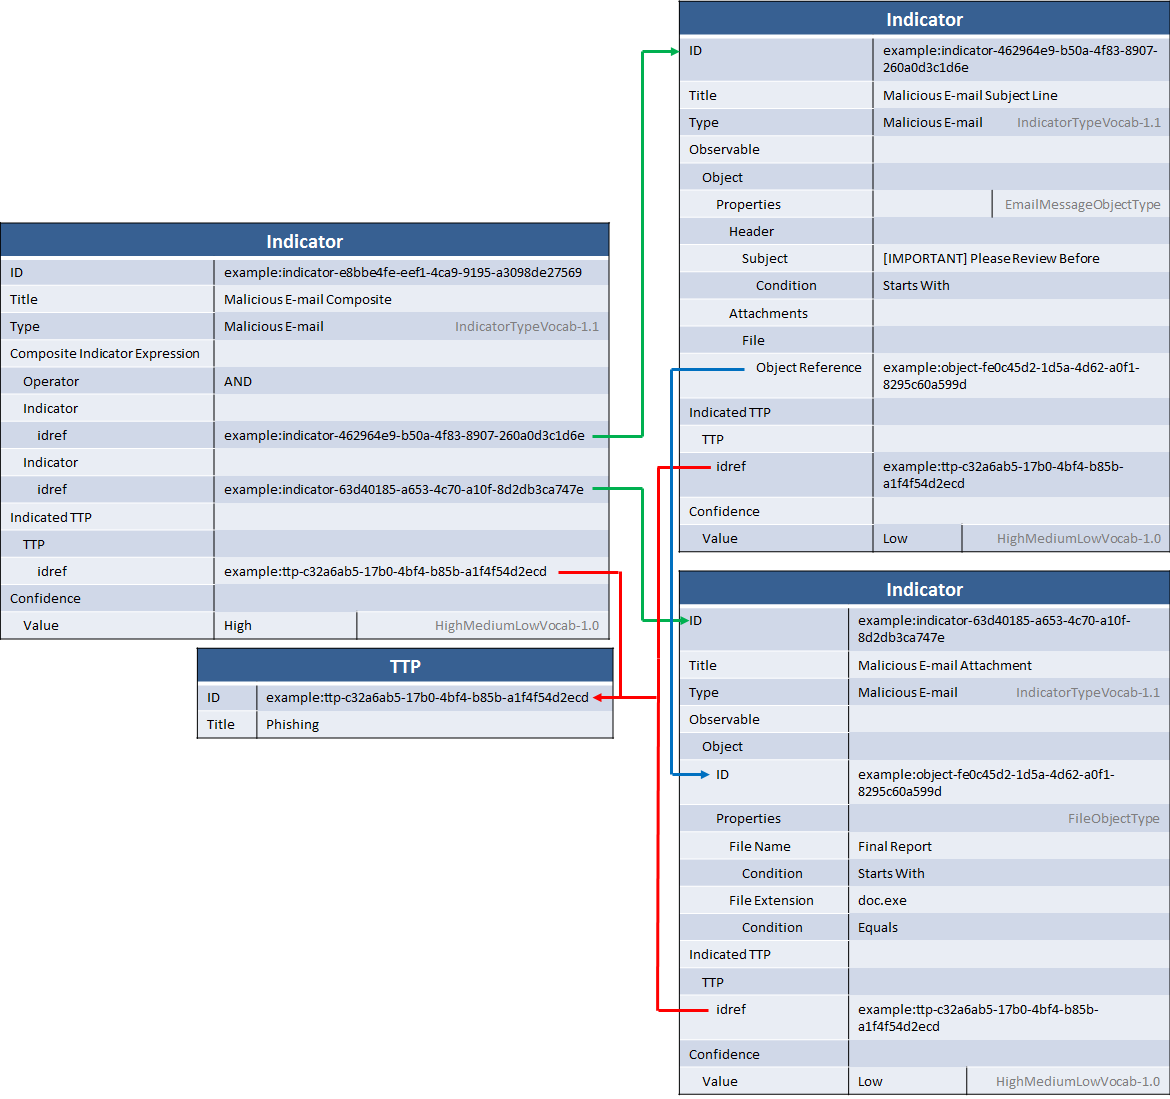 Indicator
ID example:indicator-e8bbe4fe-eef1-4ca9-9195-a3098de27569
Title Malicious E-mail Composite
Type Malicious E-mail IndicatorTypeVocab-1.1
Composite Indicator Expression
Operator AND
Indicator
idref example:indicator-462964e9-b50a-4f83-8907-260a0d3c1d6e
Indicator
idref example:indicator-63d40185-a653-4c70-a10f-8d2db3ca747e
Indicated TTP
TTP
idref example:ttp-c32a6ab5-17b0-4bf4-b85b-a1f4f54d2ecd
Confidence
Value High HighMediumLowVocab-1.0
TTP
ID example:ttp-c32a6ab5-17b0-4bf4-b85b-a1f4f54d2ecd
Title Phishing
Indicator
ID example:indicator-462964e9-b50a-4f83-8907-
260a0d3c1d6e
Title Malicious E-mail Subject Line
Type Malicious E-mail IndicatorTypeVocab-1.1
Observable
Object
Properties EmailMessageObjectType
Header
Subject [IMPORTANT] Please Review Before
Condition Starts With
Attachments
File
Object Reference example:object-fe0c45d2-1d5a-4d62-a0f1-
8295c60a599d
Indicated TTP
TTP
idref example:ttp-c32a6ab5-17b0-4bf4-b85b-
a1f4f54d2ecd
Confidence
Value Low HighMediumLowVocab-1.0
Indicator
ID example:indicator-63d40185-a653-4c70-a10f-
8d2db3ca747e
Title Malicious E-mail Attachment
Type Malicious E-mail IndicatorTypeVocab-1.1
Observable
Object
ID example:object-fe0c45d2-1d5a-4d62-a0f1-
8295c60a599d
Properties FileObjectType
File Name Final Report
Condition Starts With
File Extension doc.exe
Condition Equals
Indicated TTP
TTP
idref example:ttp-c32a6ab5-17b0-4bf4-b85b-
a1f4f54d2ecd
Confidence
Value Low HighMediumLowVocab-1.0